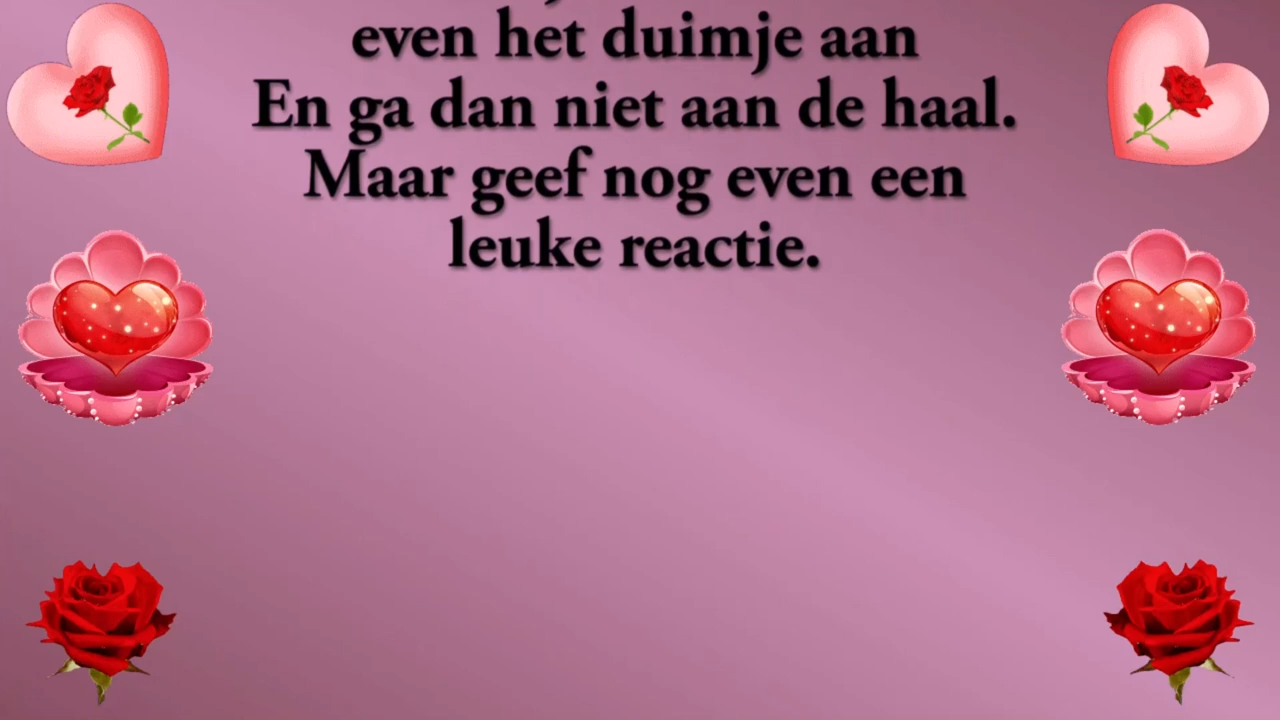 even het duimje aan
En ga dan niet aan de haal.
Maar geef nog even een
leuke reactie.